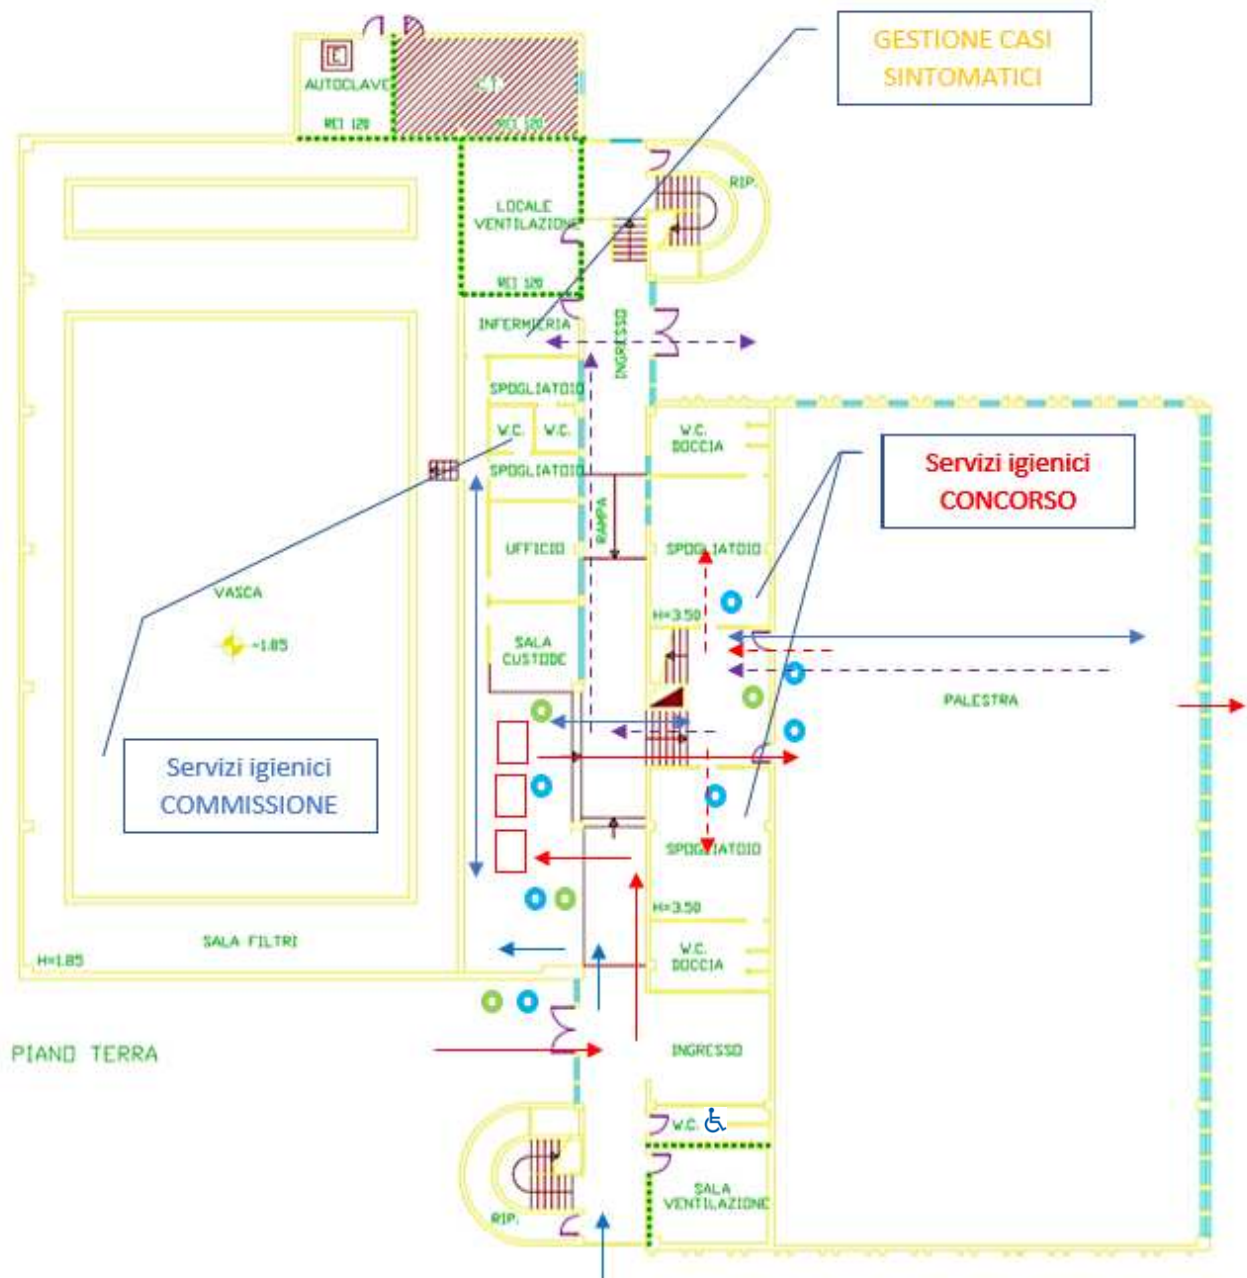 GESTIONE CASI
SINTOMATICI
E
AUTOCLAVE
REI 120
REI 120
RIP.
LOCALE
VENTILAZIONE
REI 120
INFERMIERIA
INGRESSO
SPOGLIATOIO
W.C.
W.C.
SPOGLIATOIO
W.C.
DOCCIA
Servizi igienici
CONCORSO
RAMPA
UFFICIO
SPOGLIATOIO
VASCA
H=3.50
-1.85
SALA
CUSTODE
PALESTRA
Servizi igienici
COMMISSIONE
SPOGLIATOIO
H=3.50
SALA FILTRI
H=1.85
W.C.
DOCCIA
PIANO TERRA
INGRESSO
W.C.
SALA
VENTILAZIONE
RIP.